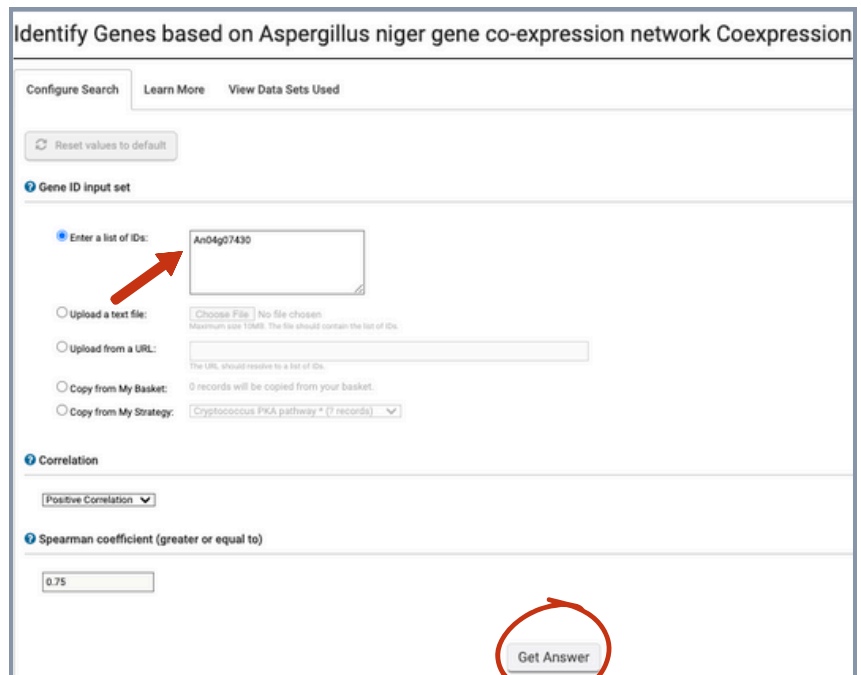 Identify Genes based on Aspergillus niger gene co-expression network Coexpression
Configure Search Learn More View Data Sets Used
Reset values to default
Gene ID input set
Enter a list of IDs: An04g07430
Upload a text file: Choose File No file chosen
Maximum size 10MB. The file should contain the list of IDs.
Upload from a URL:
The URL should resolve to a list of IDs.
Copy from My Basket: 0 records will be copied from your basket.
Copy from My Strategy: Cryptococcus PKA pathway * (? records)
Correlation
Positive Correlation
Spearman coefficient (greater or equal to)
0.75
Get Answer